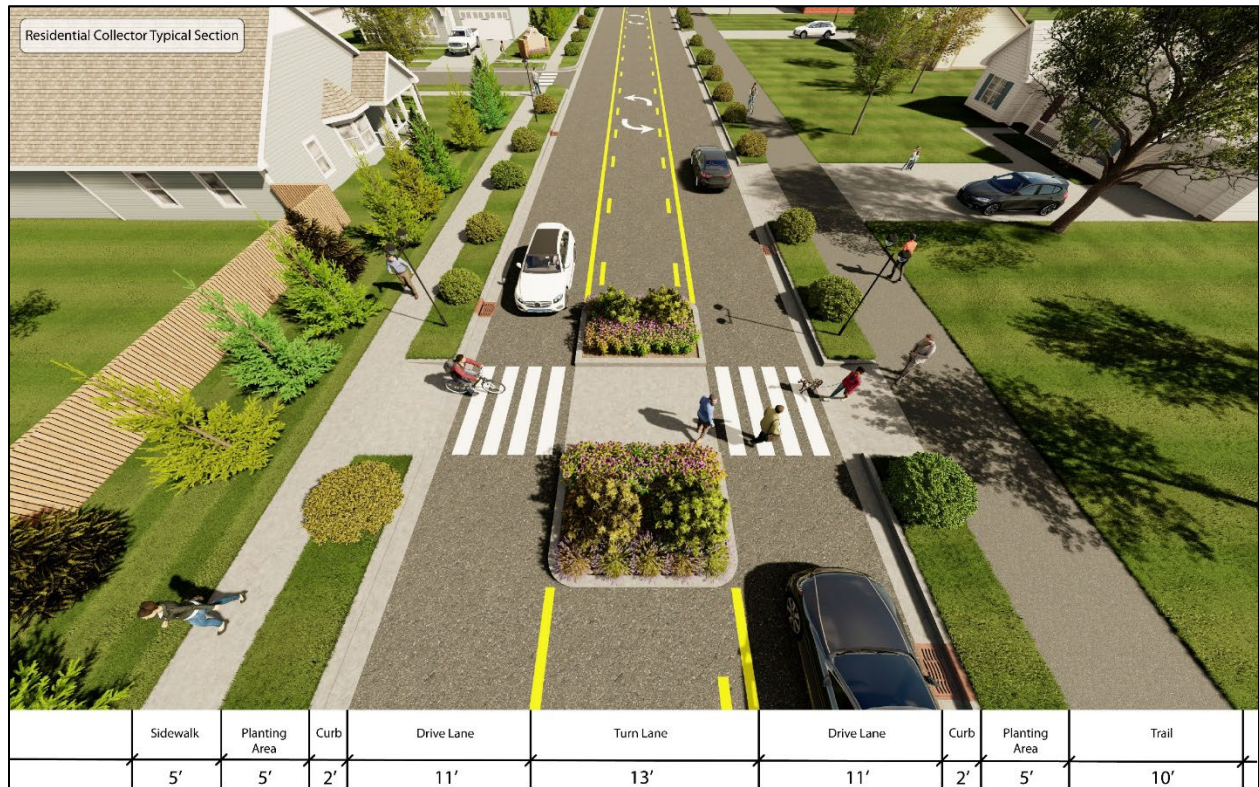 Residential Collector Typical Section
Sidewalk
Planting
Area
Curb
Drive Lane
Turn Lane
Drive Lane
Curb
Planting
Area
Trail
5’
5’
2’
11’
13’
11’
2’
5’
10’